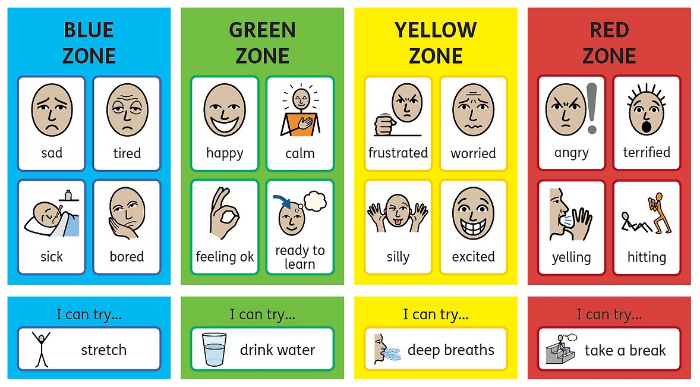 BLUE
ZONE
sad
tired
sick
bored
I can try...
stretch
GREEN
ZONE
happy
calm
feeling ok
ready to
learn
I can try...
drink water
YELLOW
ZONE
frustrated
worried
silly
excited
I can try...
deep breaths
RED
ZONE
angry
terrified
yelling
hitting
I can try...
take a break